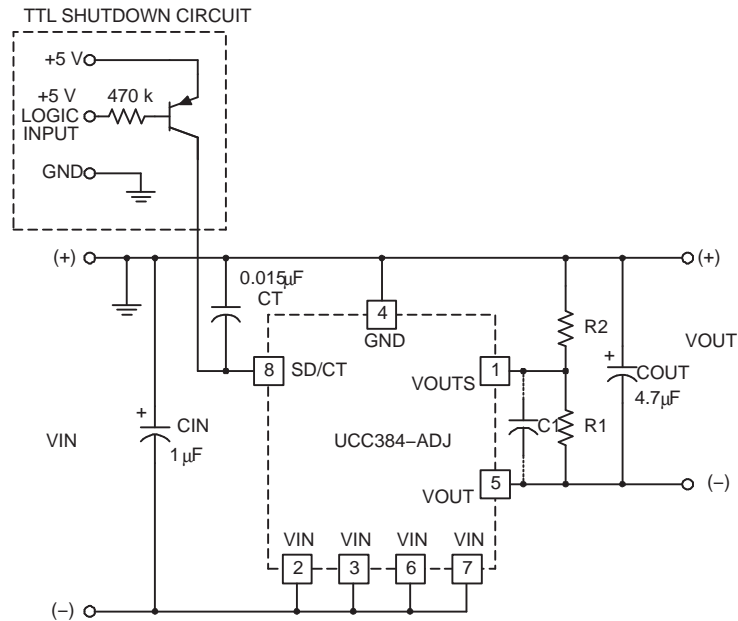 TTL SHUTDOWN CIRCUIT
+5 V
+5 V
LOGIC
INPUT
470 k
GND
(+)
(+)
0.015µF
CT
4
GND
R2
VOUT
8
SD/CT
1
VOUTS
+
COUT
4.7µF
+
CIN
1 µF
VIN
UCC384–ADJ
C1
R1
5
VOUT
(–)
VIN
VIN
VIN
VIN
2
3
6
7
(–)